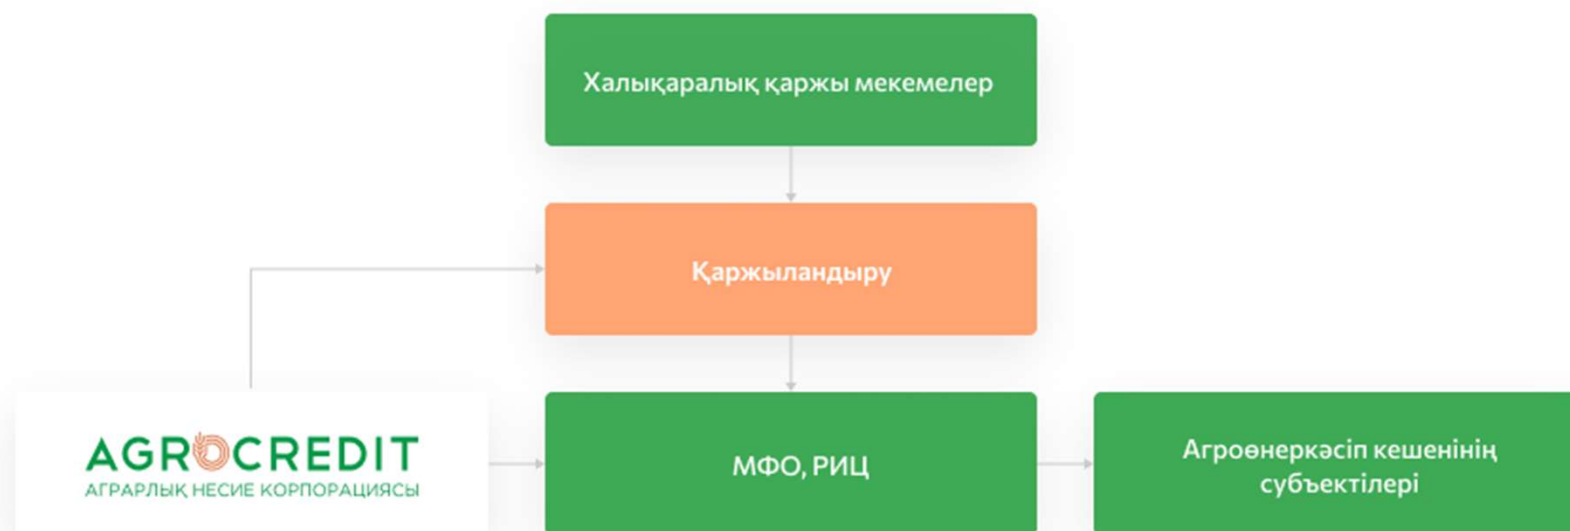 Халықаралық қаржы мекемелер
Қаржыландыру
AGROCREDIT
АГРАРЛЫҚ НЕСИЕ КОРПОРАЦИЯСЫ
МФО, РИЦ
Агроөнеркәсіп кешенінің
субъектілері